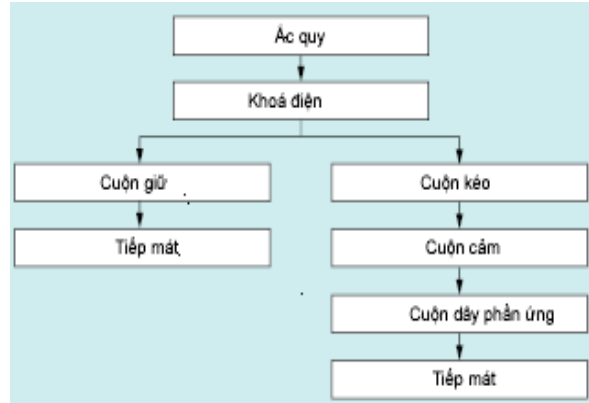 Ắc quy
Khoá điện
Cuộn giữ
Cuộn kéo
Tiếp mát
Cuộn cảm
Cuộn dây phần ứng
Tiếp mát